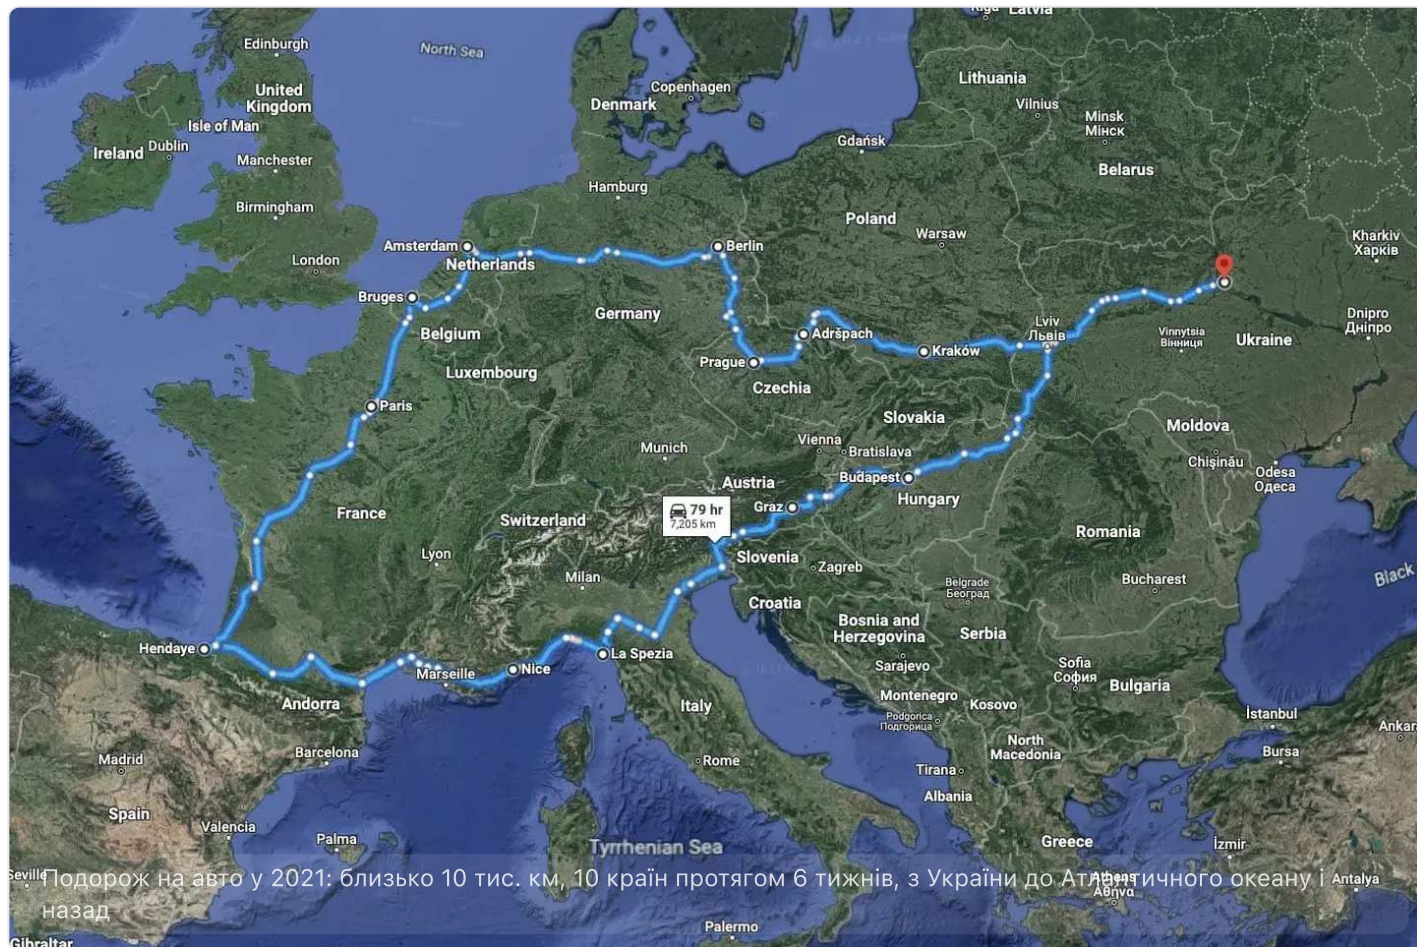 Riga
Latvia
Edinburgh
North Sea
United
Kingdom
Isle of Man
Ireland
Dublin
Manchester
Birmingham
London
Denmark
Copenhagen
Lithuania
Vilnius
Minsk
Мінск
Belarus
Gdańsk
Hamburg
Poland
Warsaw
Kharkiv
Харків
Amsterdam
Netherlands
Berlin
Bruges
Belgium
Germany
Adršpach
Lviv
Львів
Vinnytsia
Вінниця
Ukraine
Dnipro
Дніпро
Luxembourg
Prague
Czechia
Kraków
Paris
Slovakia
Moldova
Munich
Vienna
Bratislava
Chișinău
Odesa
Одеса
Austria
Budapest
Hungary
France
Switzerland
79 hr
7,205 km
Graz
Romania
Lyon
Milan
Slovenia
Zagreb
Croatia
Belgrade
Београд
Bucharest
Black
Bosnia and
Herzegovina
Serbia
Hendaye
La Spezia
Nice
Marseille
Sarajevo
Sofia
София
Bulgaria
Andorra
Italy
Montenegro
Podgorica
Подгорица
Kosovo
İstanbul
Ankar
Barcelona
Madrid
Rome
North
Macedonia
Bursa
Tirana
Albania
Spain
Valencia
Palma
Tyrrhenian Sea
Greece
İzmir
Seville
Athens
Αθήνα
Antalya
Подорож на авто у 2021: близько 10 тис. км, 10 країн протягом 6 тижнів, з України до Атлантичного океану і
назад
Palermo
Gibraltar